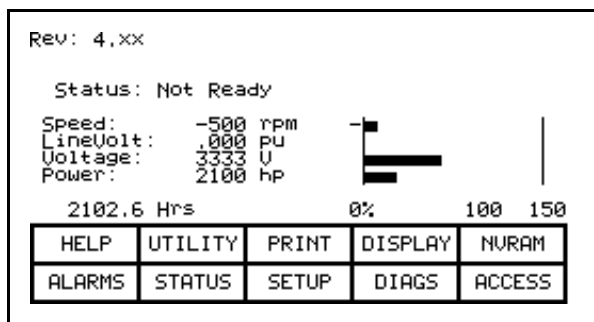 Rev: 4.xx
Status: Not Ready
Speed: -500 rpm
LineVolt: .000 pu
Voltage: 3333 V
Power: 2100 hp
2102.6 Hrs 0% 100 150
HELP UTILITY PRINT DISPLAY NVRAM
ALARMS STATUS SETUP DIAGS ACCESS